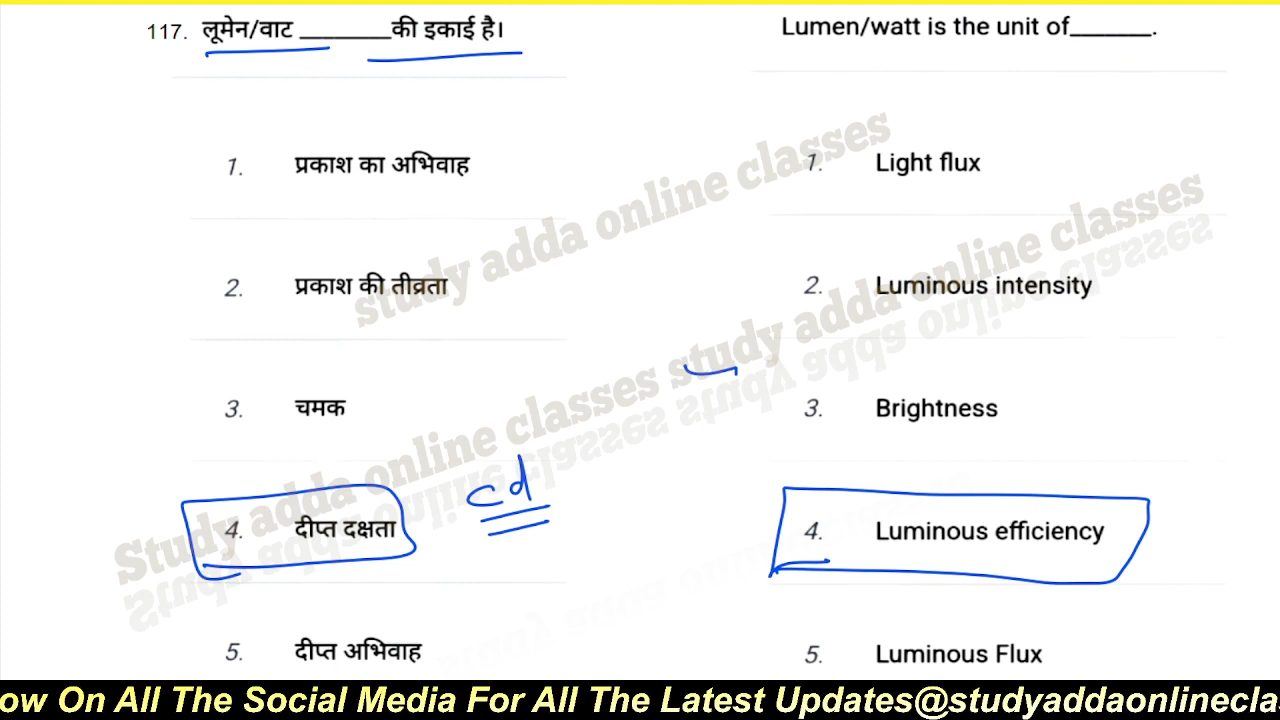 117. लूमेन/वाट ________की इकाई है।
Lumen/watt is the unit of______.
1. प्रकाश का अभिवाह
1. Light flux
2. प्रकाश की तीव्रता
2. Luminous intensity
3. चमक
3. Brightness
4. दीप्त दक्षता
cd
4. Luminous efficiency
5. दीप्त अभिवाह
5. Luminous Flux
study adda online classes
Study adda online classes study adda online classes
ow On All The Social Media For All The Latest Updates@studyaddaonlinecla